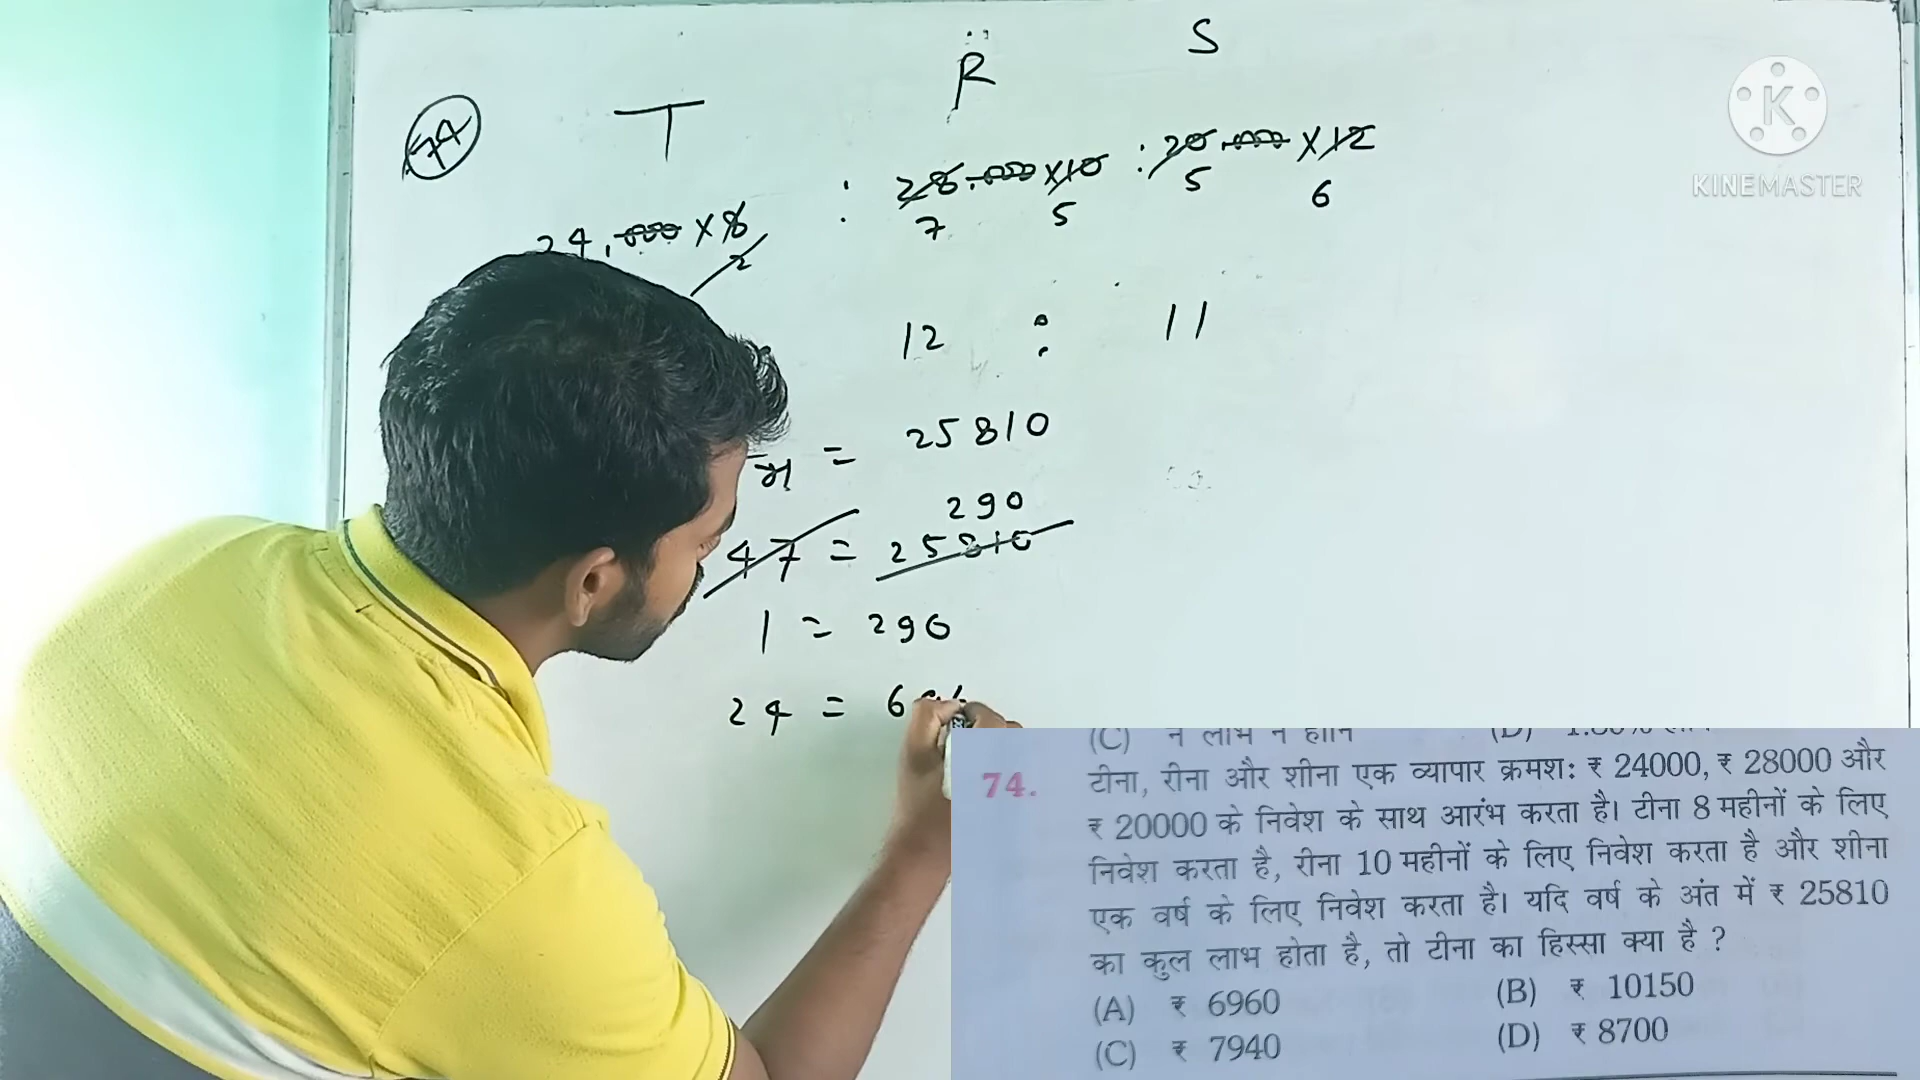 T R S
74
24,000 x 8 : 28,000 x 10 : 20,000 x 12
2 7 5 5 6
12 : 11
= 25810
290
47 = 25810
1 = 290
24 = 6
KINEMASTER
(C) न लाभ न हानि (D)
74. टीना, रीना और शीना एक व्यापार क्रमश: ₹ 24000, ₹ 28000 और
₹ 20000 के निवेश के साथ आरंभ करता है। टीना 8 महीनों के लिए
निवेश करता है, रीना 10 महीनों के लिए निवेश करता है और शीना
एक वर्ष के लिए निवेश करता है। यदि वर्ष के अंत में ₹ 25810
का कुल लाभ होता है, तो टीना का हिस्सा क्या है ?
(A) ₹ 6960 (B) ₹ 10150
(C) ₹ 7940 (D) ₹ 8700